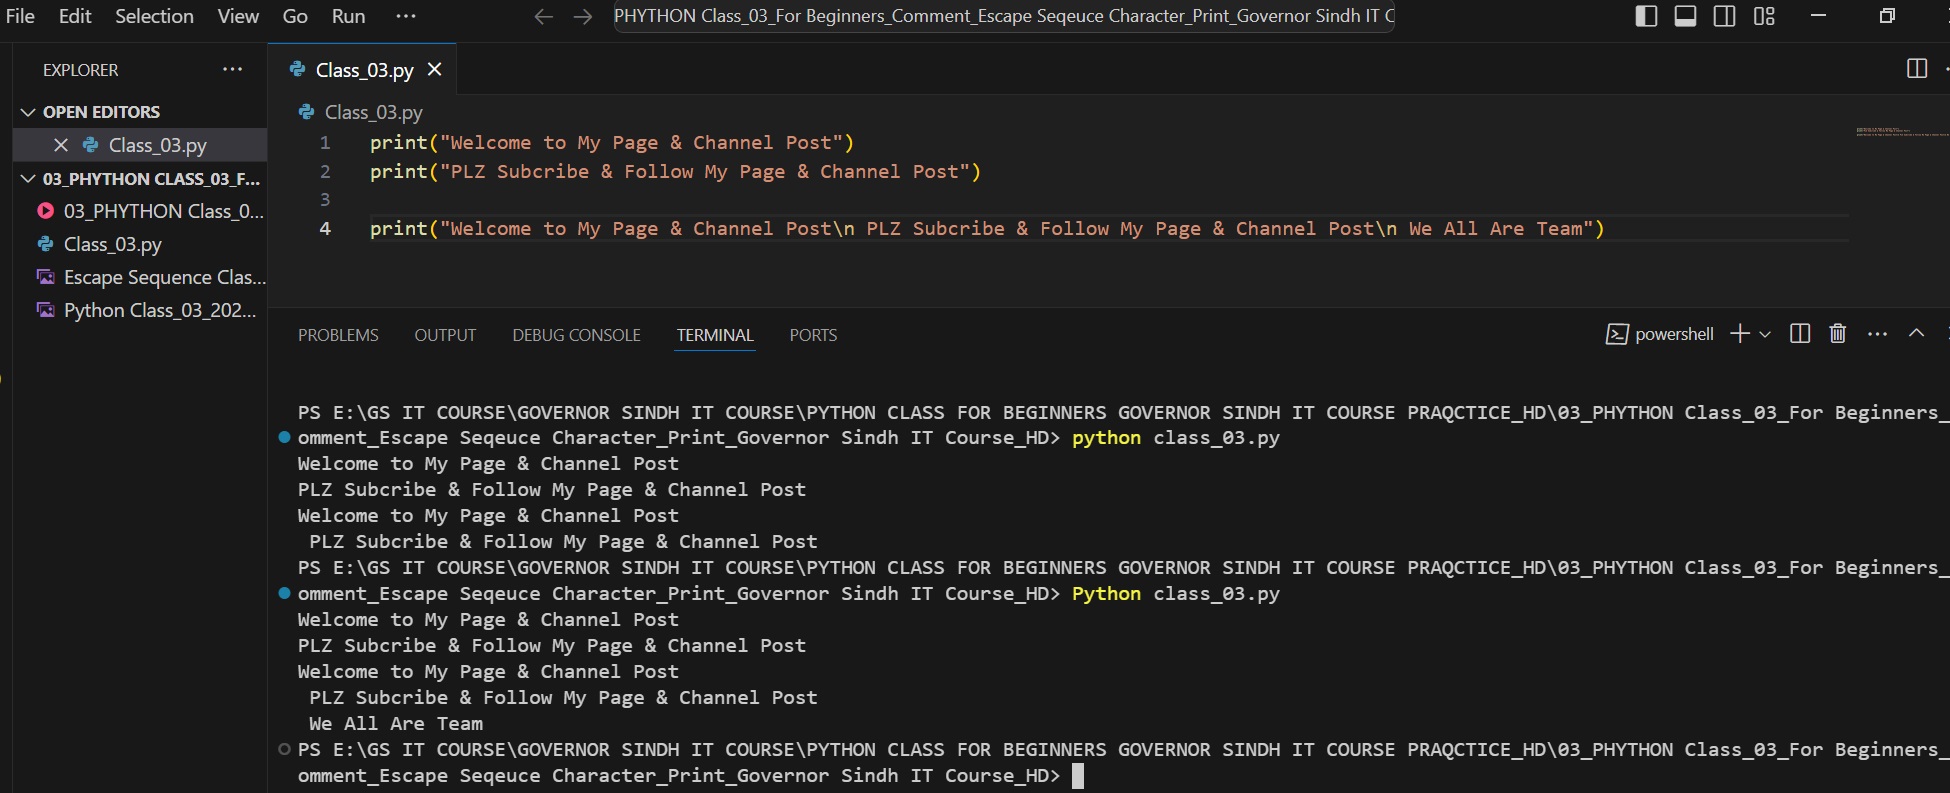 File Edit Selection View Go Run ...
PHYTHON Class_03_For Beginners_Comment_Escape Seqeuce Character_Print_Governor Sindh IT C
EXPLORER ...
Class_03.py
OPEN EDITORS
Class_03.py
03_PHYTHON CLASS_03_F...
03_PHYTHON Class_0...
Class_03.py
Escape Sequence Clas...
Python Class_03_202...
Class_03.py
1 print("Welcome to My Page & Channel Post")
2 print("PLZ Subcribe & Follow My Page & Channel Post")
3
4 print("Welcome to My Page & Channel Post\n PLZ Subcribe & Follow My Page & Channel Post\n We All Are Team")
PROBLEMS OUTPUT DEBUG CONSOLE TERMINAL PORTS
powershell
PS E:\GS IT COURSE\GOVERNOR SINDH IT COURSE\PYTHON CLASS FOR BEGINNERS GOVERNOR SINDH IT COURSE PRAQCTICE_HD\03_PHYTHON Class_03_For Beginners_
omment_Escape Seqeuce Character_Print_Governor Sindh IT Course_HD> python class_03.py
Welcome to My Page & Channel Post
PLZ Subcribe & Follow My Page & Channel Post
Welcome to My Page & Channel Post
 PLZ Subcribe & Follow My Page & Channel Post
PS E:\GS IT COURSE\GOVERNOR SINDH IT COURSE\PYTHON CLASS FOR BEGINNERS GOVERNOR SINDH IT COURSE PRAQCTICE_HD\03_PHYTHON Class_03_For Beginners_
omment_Escape Seqeuce Character_Print_Governor Sindh IT Course_HD> Python class_03.py
Welcome to My Page & Channel Post
PLZ Subcribe & Follow My Page & Channel Post
Welcome to My Page & Channel Post
 PLZ Subcribe & Follow My Page & Channel Post
 We All Are Team
PS E:\GS IT COURSE\GOVERNOR SINDH IT COURSE\PYTHON CLASS FOR BEGINNERS GOVERNOR SINDH IT COURSE PRAQCTICE_HD\03_PHYTHON Class_03_For Beginners_
omment_Escape Seqeuce Character_Print_Governor Sindh IT Course_HD>